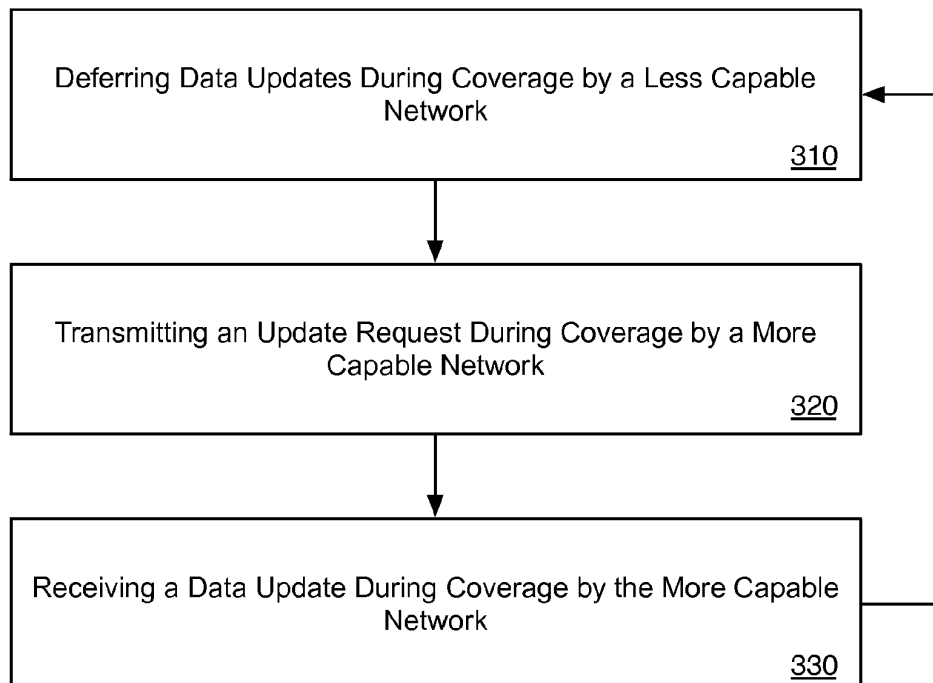 Deferring Data Updates During Coverage by a Less Capable
Network
310
Transmitting an Update Request During Coverage by a More
Capable Network
320
Receiving a Data Update During Coverage by the More Capable
Network
330